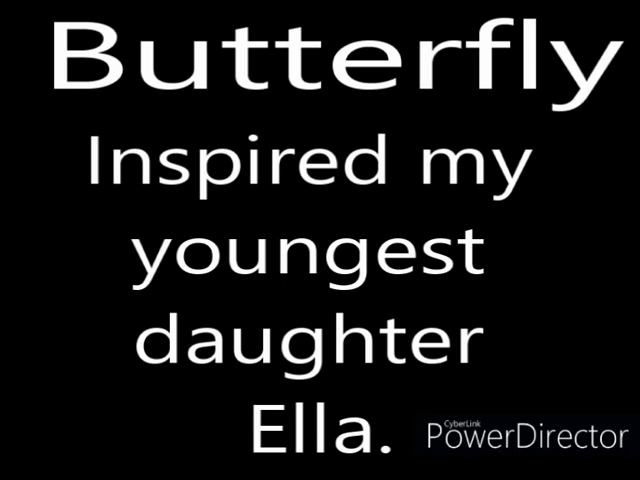 Butterfly
Inspired my
youngest
daughter
Ella.
CyberLink
PowerDirector